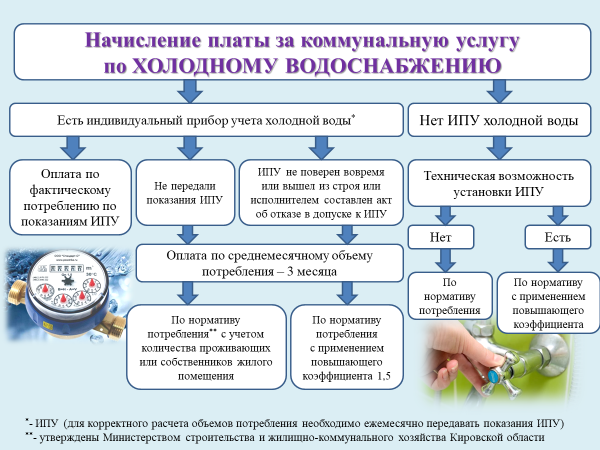 Начисление платы за коммунальную услугу
по ХОЛОДНОМУ ВОДОСНАБЖЕНИЮ
Есть индивидуальный прибор учета холодной воды*
Нет ИПУ холодной воды
Оплата по
фактическому
потреблению по
показаниям ИПУ
Не передали
показания ИПУ
ИПУ не поверен вовремя
или вышел из строя или
исполнителем составлен акт
об отказе в допуске к ИПУ
Техническая возможность
установки ИПУ
Нет
Есть
Оплата по среднемесячному объему
потребления – 3 месяца
По
нормативу
потребления
По нормативу
с применением
повышающего
коэффициента
По нормативу
потребления** с учетом
количества проживающих
или собственников жилого
помещения
По нормативу
потребления
с применением
повышающего
коэффициента 1,5
*- ИПУ (для корректного расчета объемов потребления необходимо ежемесячно передавать показания ИПУ)
**- утверждены Министерством строительства и жилищно-коммунального хозяйства Кировской области